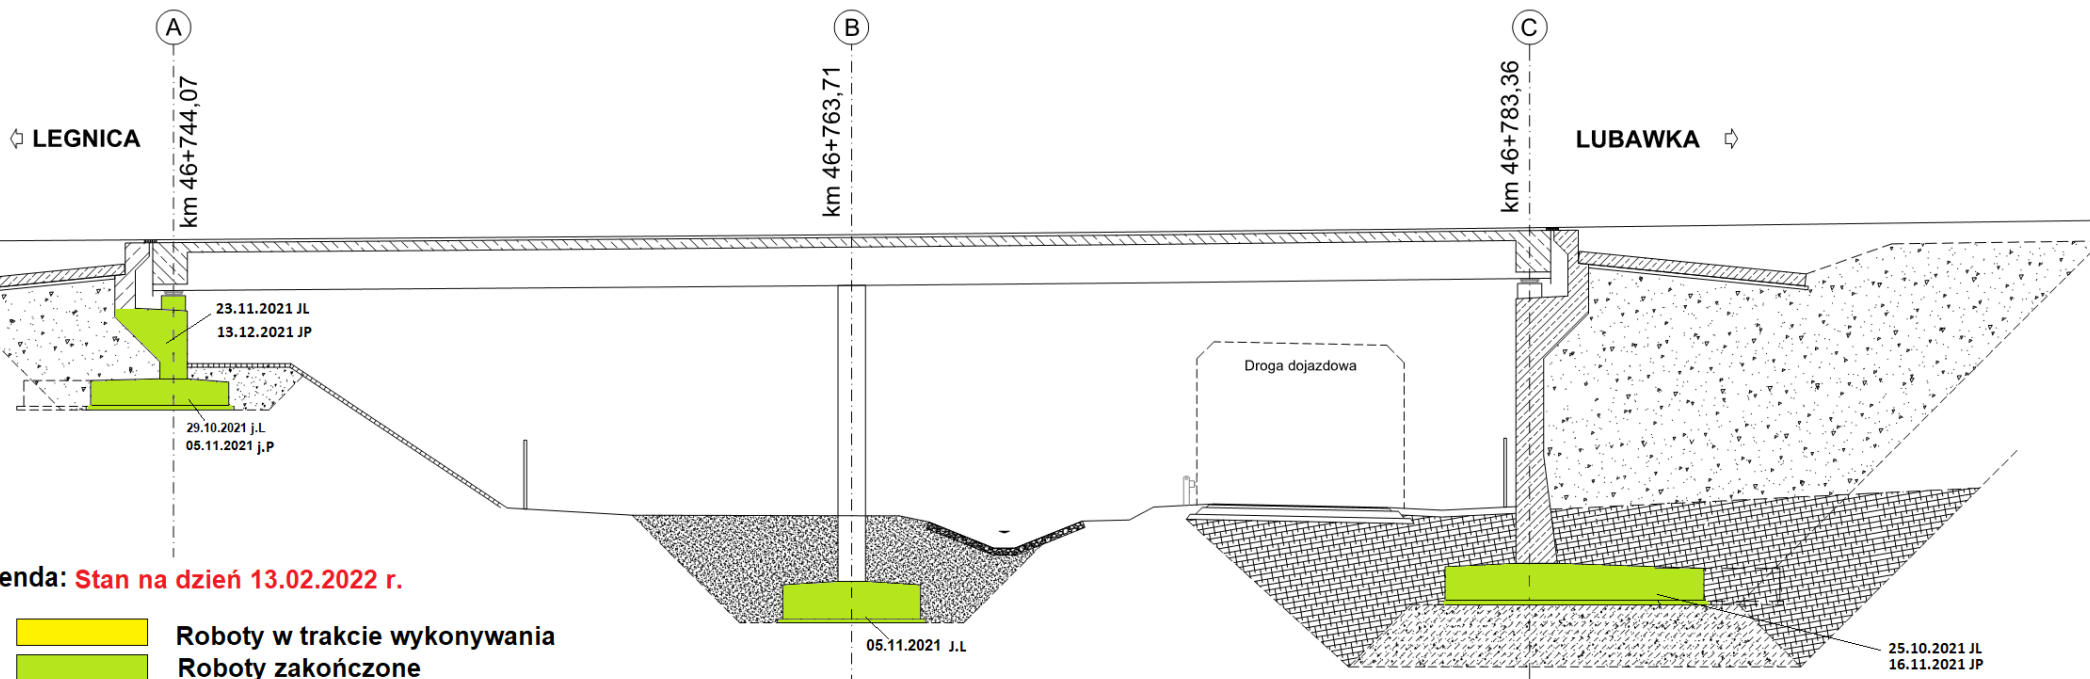 A
B
C
km 46+744,07
km 46+763,71
km 46+783,36
LEGNICA
LUBAWKA
23.11.2021 JL
13.12.2021 JP
Droga dojazdowa
29.10.2021 j.L
05.11.2021 j.P
enda: Stan na dzień 13.02.2022 r.
Roboty w trakcie wykonywania
Roboty zakończone
05.11.2021 J.L
25.10.2021 JL
16.11.2021 JP